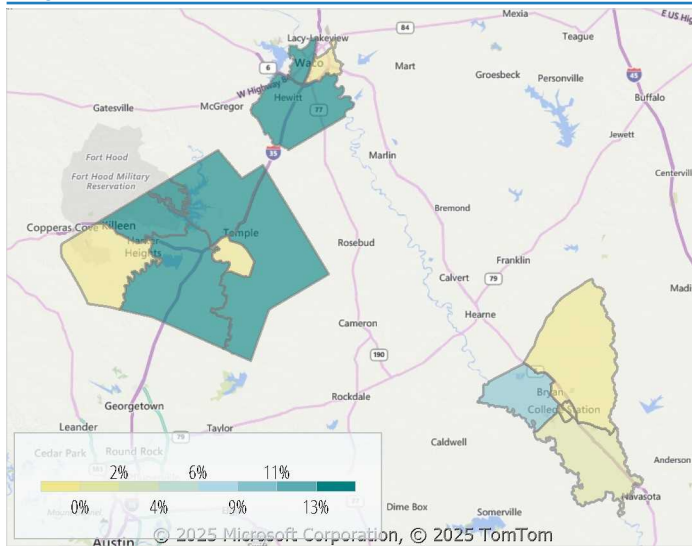 Mexia
E US Hig
84
Teague
Lacy-Lakeview
45
6
Waco
Mart
Groesbeck
Personville
Buffalo
W Highway
Hewitt
Gatesville
McGregor
77
Jewett
35
Fort Hood
Marlin
Centervil
Fort Hood Military
Reservation
Bremond
Copperas Cove
Killeen
Temple
Harker
Heights
Rosebud
Franklin
Calvert
79
Madi
Hearne
Cameron
190
Rockdale
Bryan
Georgetown
College Station
Leander
79
Taylor
Caldwell
Cedar Park
Round Rock
Anderson
2%
6%
11%
0%
4%
9%
13%
77
Navasota
Dime Box
Somerville
© 2025 Microsoft Corporation, © 2025 TomTom
Austin